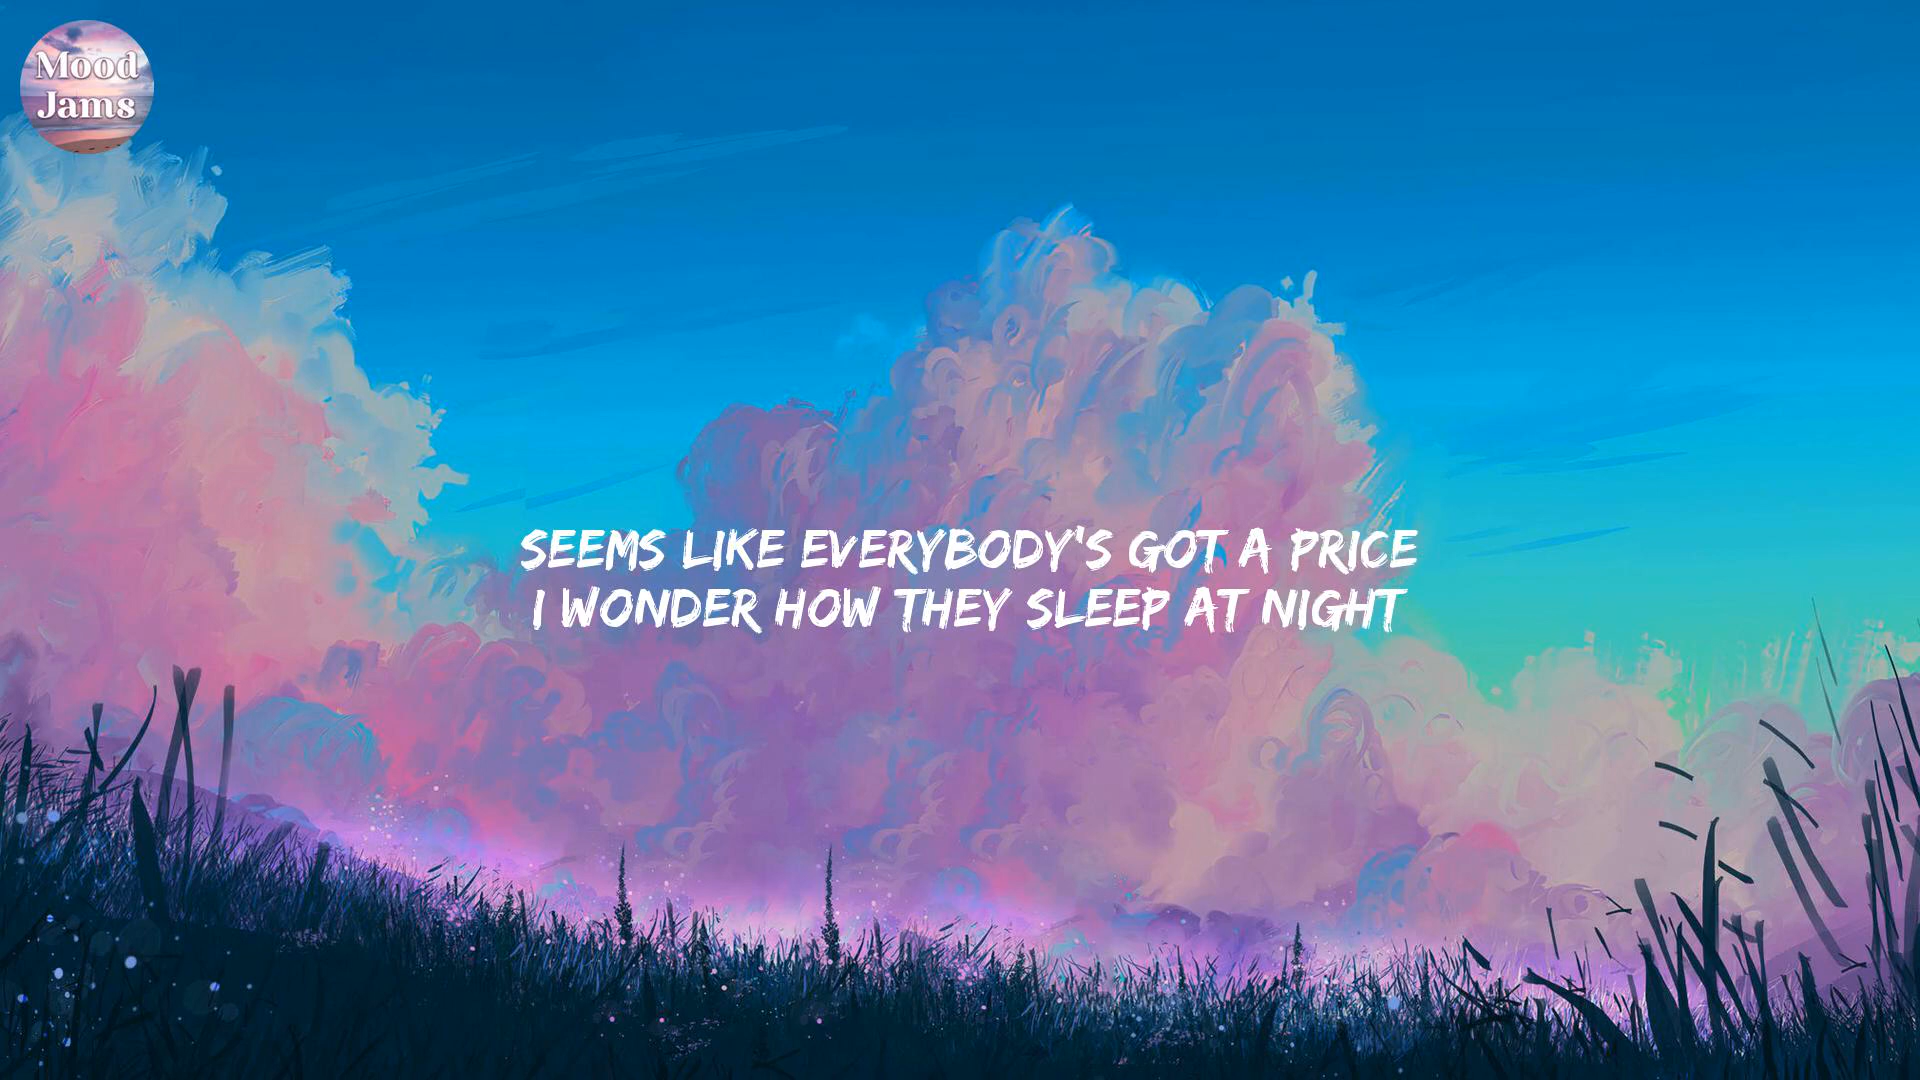 Mood
Jams
SEEMS LIKE EVERYBODY'S GOT A PRICE
I WONDER HOW THEY SLEEP AT NIGHT